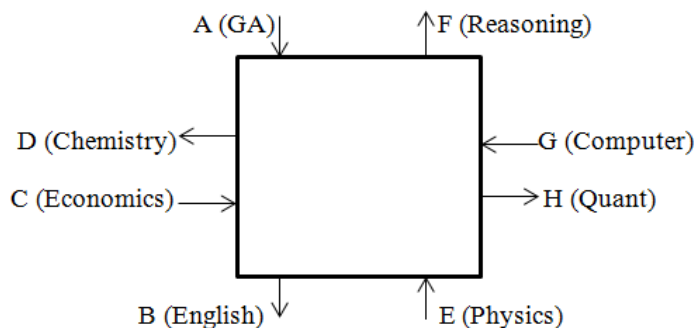 A (GA)
F (Reasoning)
D (Chemistry)
G (Computer)
C (Economics)
H (Quant)
B (English)
E (Physics)